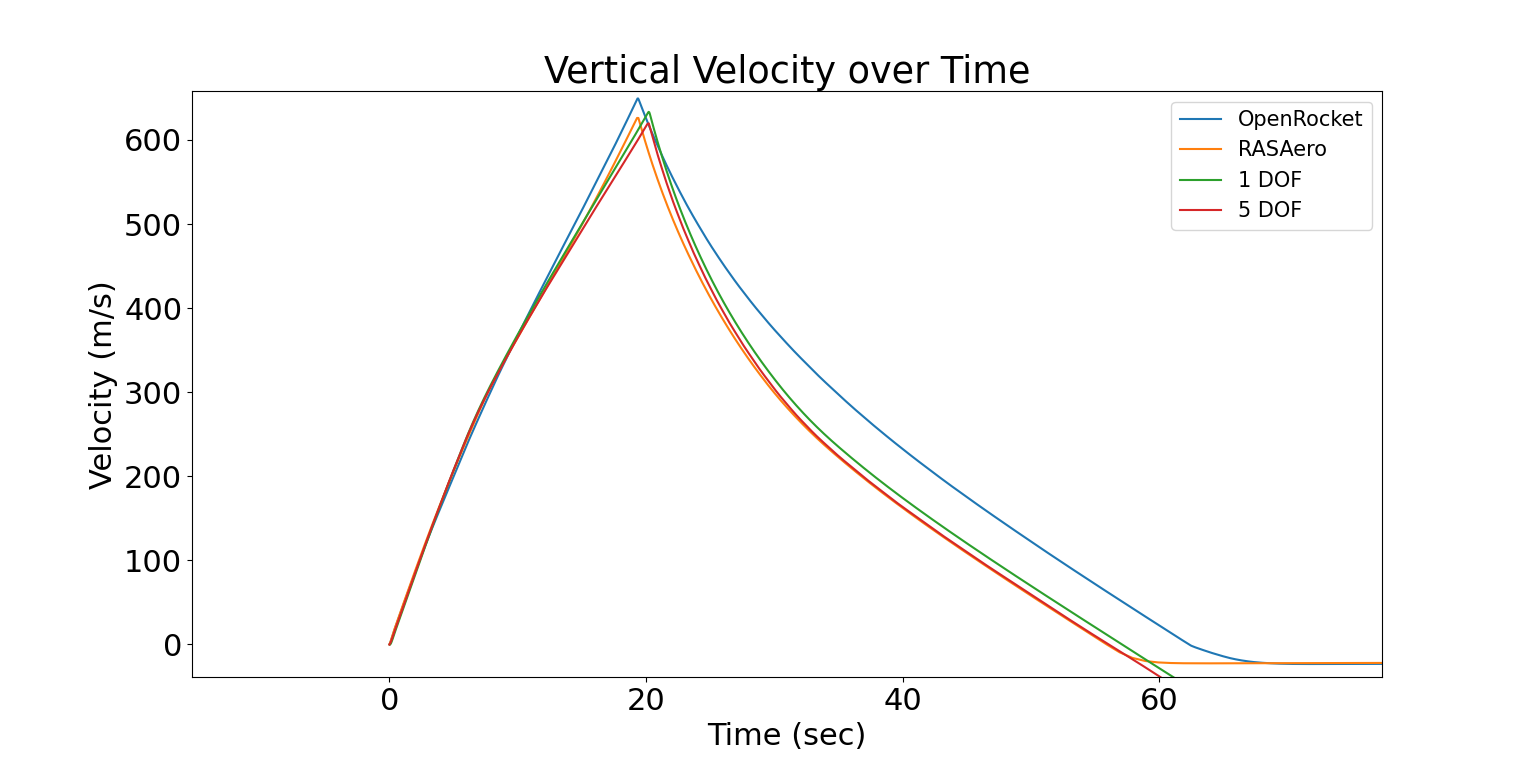 Vertical Velocity over Time
OpenRocket
RASAero
1 DOF
5 DOF
Velocity (m/s)
600
500
400
300
200
100
0
0 20 40 60
Time (sec)